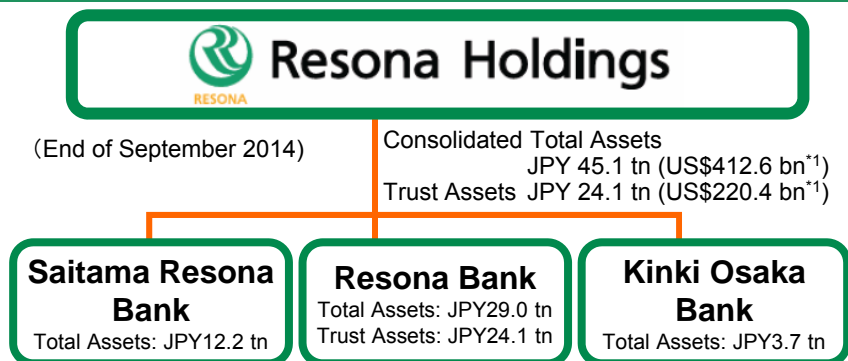 Resona Holdings
RESONA
(End of September 2014)
Consolidated Total Assets
JPY 45.1 tn (US$412.6 bn*1)
Trust Assets JPY 24.1 tn (US$220.4 bn*1)
Saitama Resona
Bank
Total Assets: JPY12.2 tn
Resona Bank
Total Assets: JPY29.0 tn
Trust Assets: JPY24.1 tn
Kinki Osaka
Bank
Total Assets: JPY3.7 tn